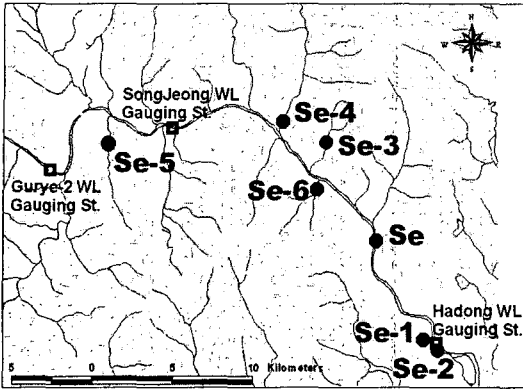 N
W
E
S
SongJeong WL
Gauging St.
Se-4
Se-3
Se-5
Gurye-2 WL
Gauging St.
Se-6
Se
Hadong WL
Gauging St.
Se-1
Se-2
5 0 5 10 Kilometers